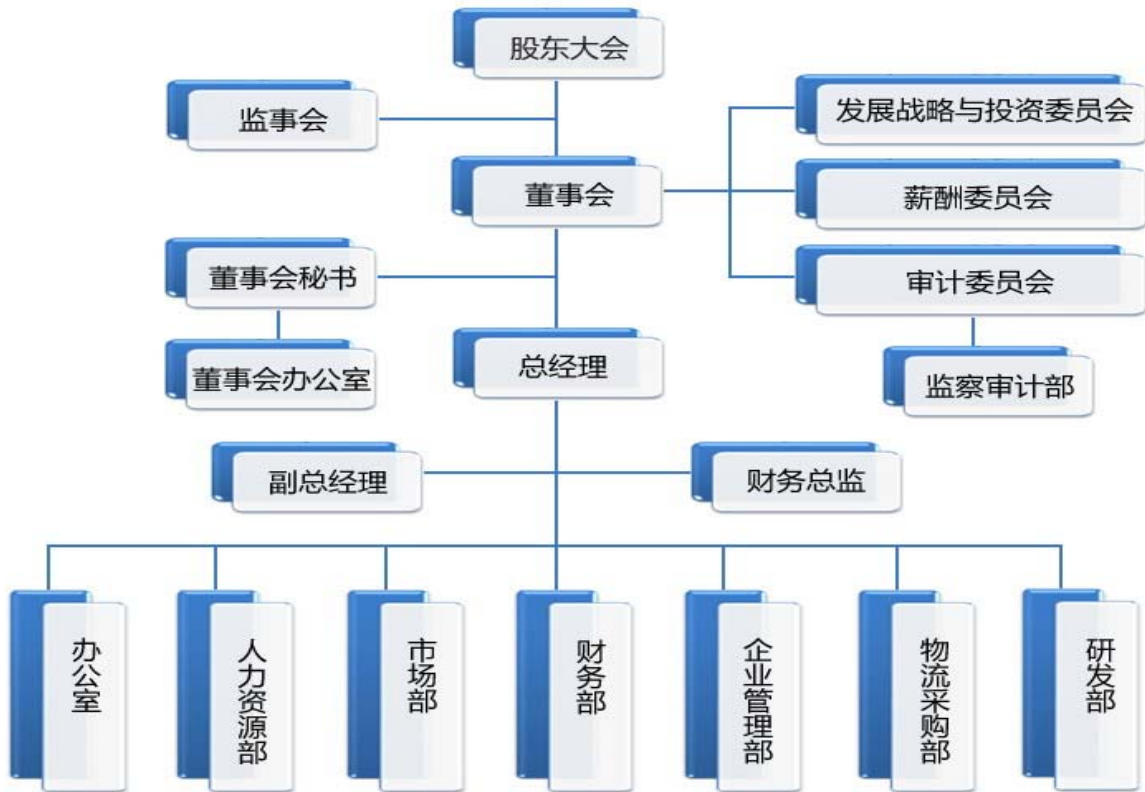 股东大会
监事会
发展战略与投资委员会
董事会
薪酬委员会
董事会秘书
审计委员会
总经理
董事会办公室
监察审计部
副总经理
财务总监
办公室
人力资源部
市场部
财务部
企业管理部
物流采购部
研发部